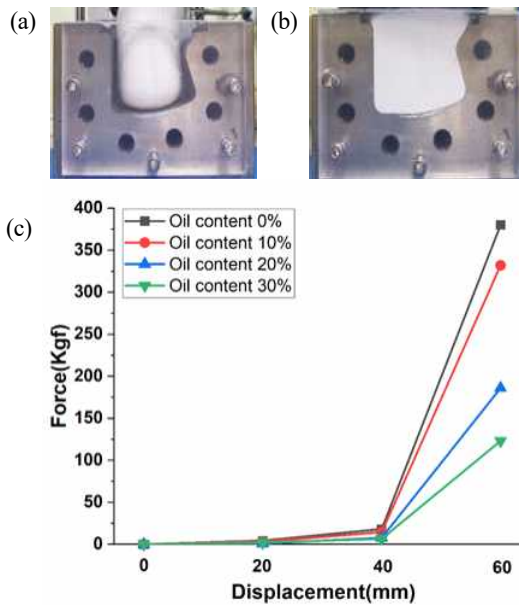 (a)
(b)
(c)
Oil content 0%
Oil content 10%
Oil content 20%
Oil content 30%
400
350
300
250
200
150
100
50
0
Force(Kgf)
0 20 40 60
Displacement(mm)